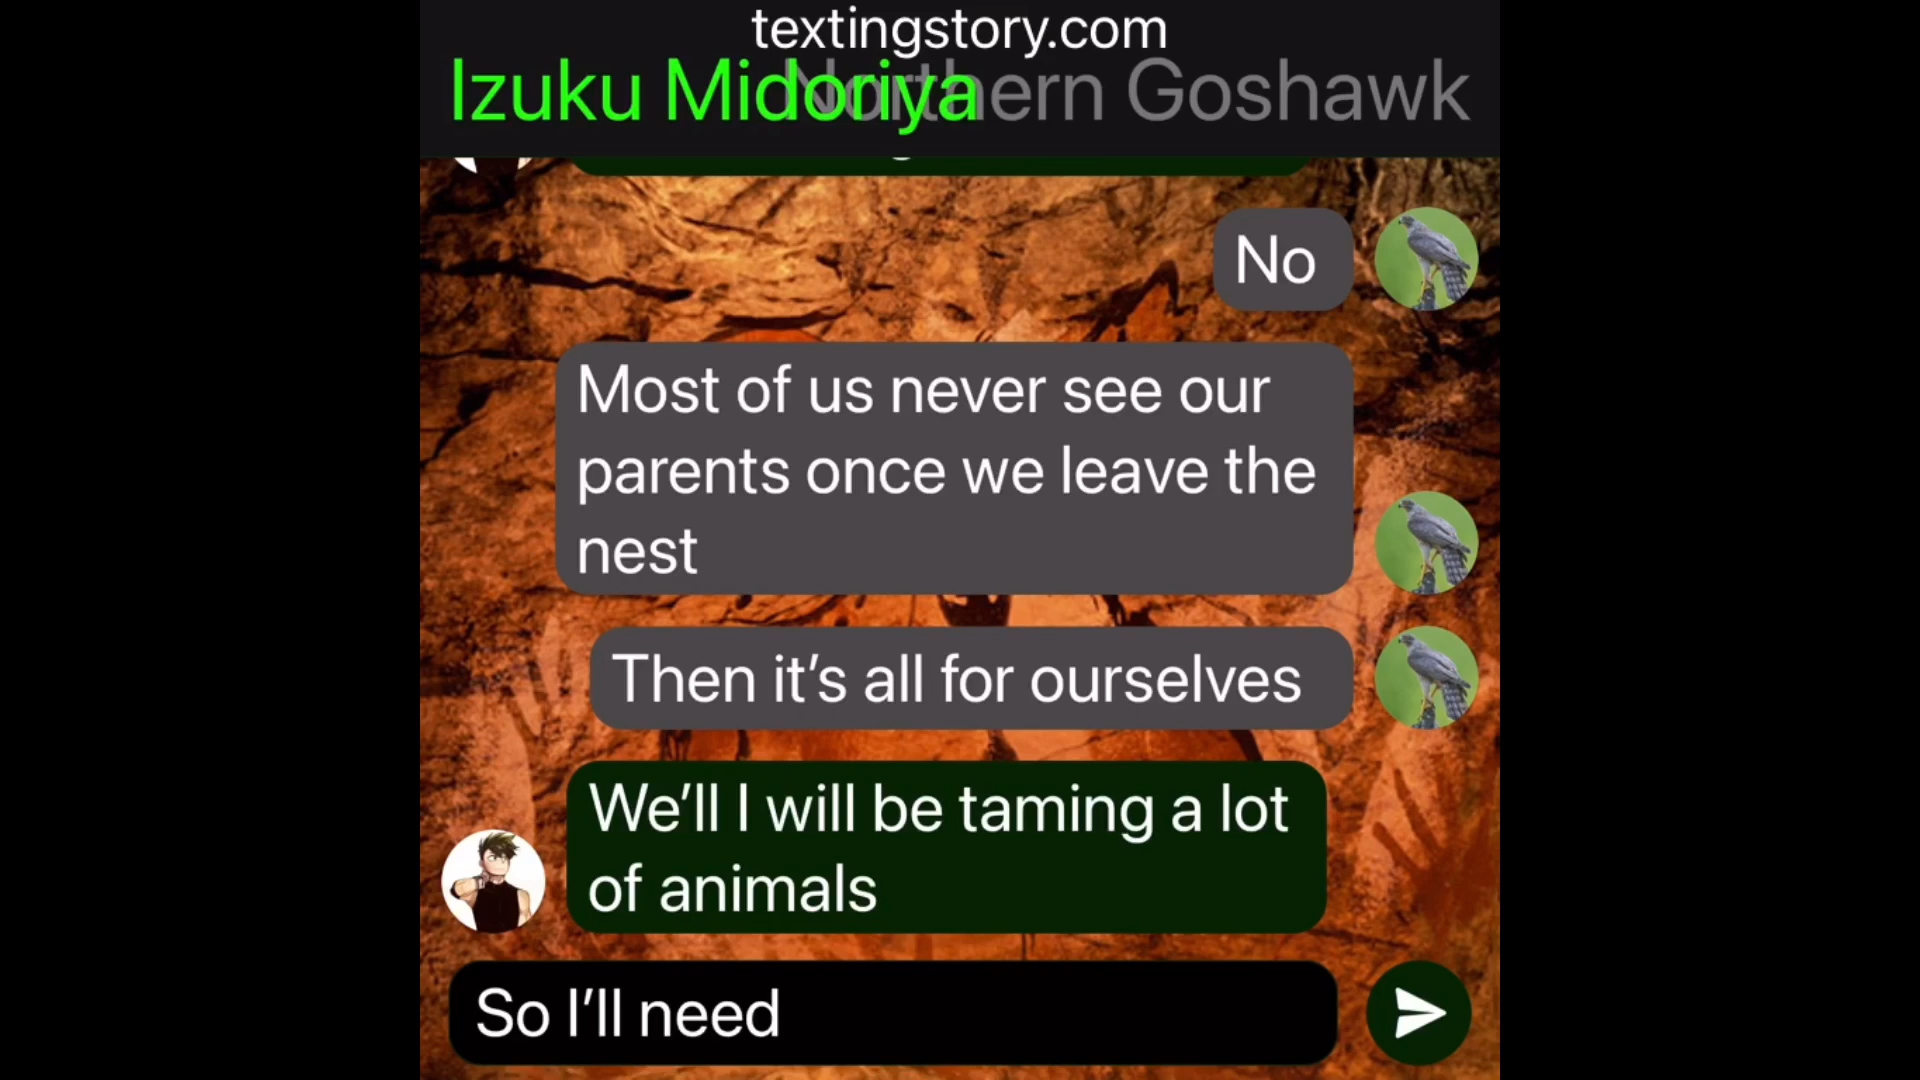 textingstory.com
Izuku Midoriya
Northern Goshawk
No
Most of us never see our
parents once we leave the
nest
Then it’s all for ourselves
We’ll I will be taming a lot
of animals
So I’ll need